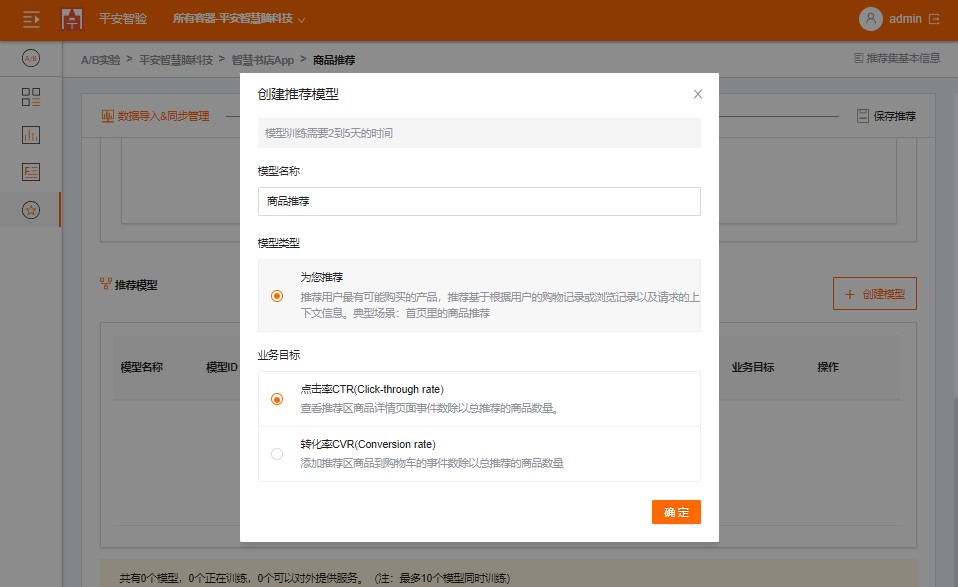 平安智验
所有容器-平安智慧脑科技
admin
A/B
A/B实验 > 平安智慧脑科技 > 智慧书店App > 商品推荐
推荐集基本信息
创建推荐模型
数据导入&同步管理
保存推荐
模型训练需要2到5天的时间
模型名称
商品推荐
模型类型
为您推荐
推荐用户最有可能购买的产品，推荐基于根据用户的购物记录或浏览记录以及请求的上
下文信息。典型场景：首页里的商品推荐
推荐模型
+ 创建模型
业务目标
模型名称
模型ID
业务目标
操作
点击率CTR(Click-through rate)
查看推荐区商品详情页面事件数除以总推荐的商品数量。
转化率CVR(Conversion rate)
添加推荐区商品到购物车的事件数除以总推荐的商品数量
确 定
共有0个模型，0个正在训练，0个可以对外提供服务。（注：最多10个模型同时训练）